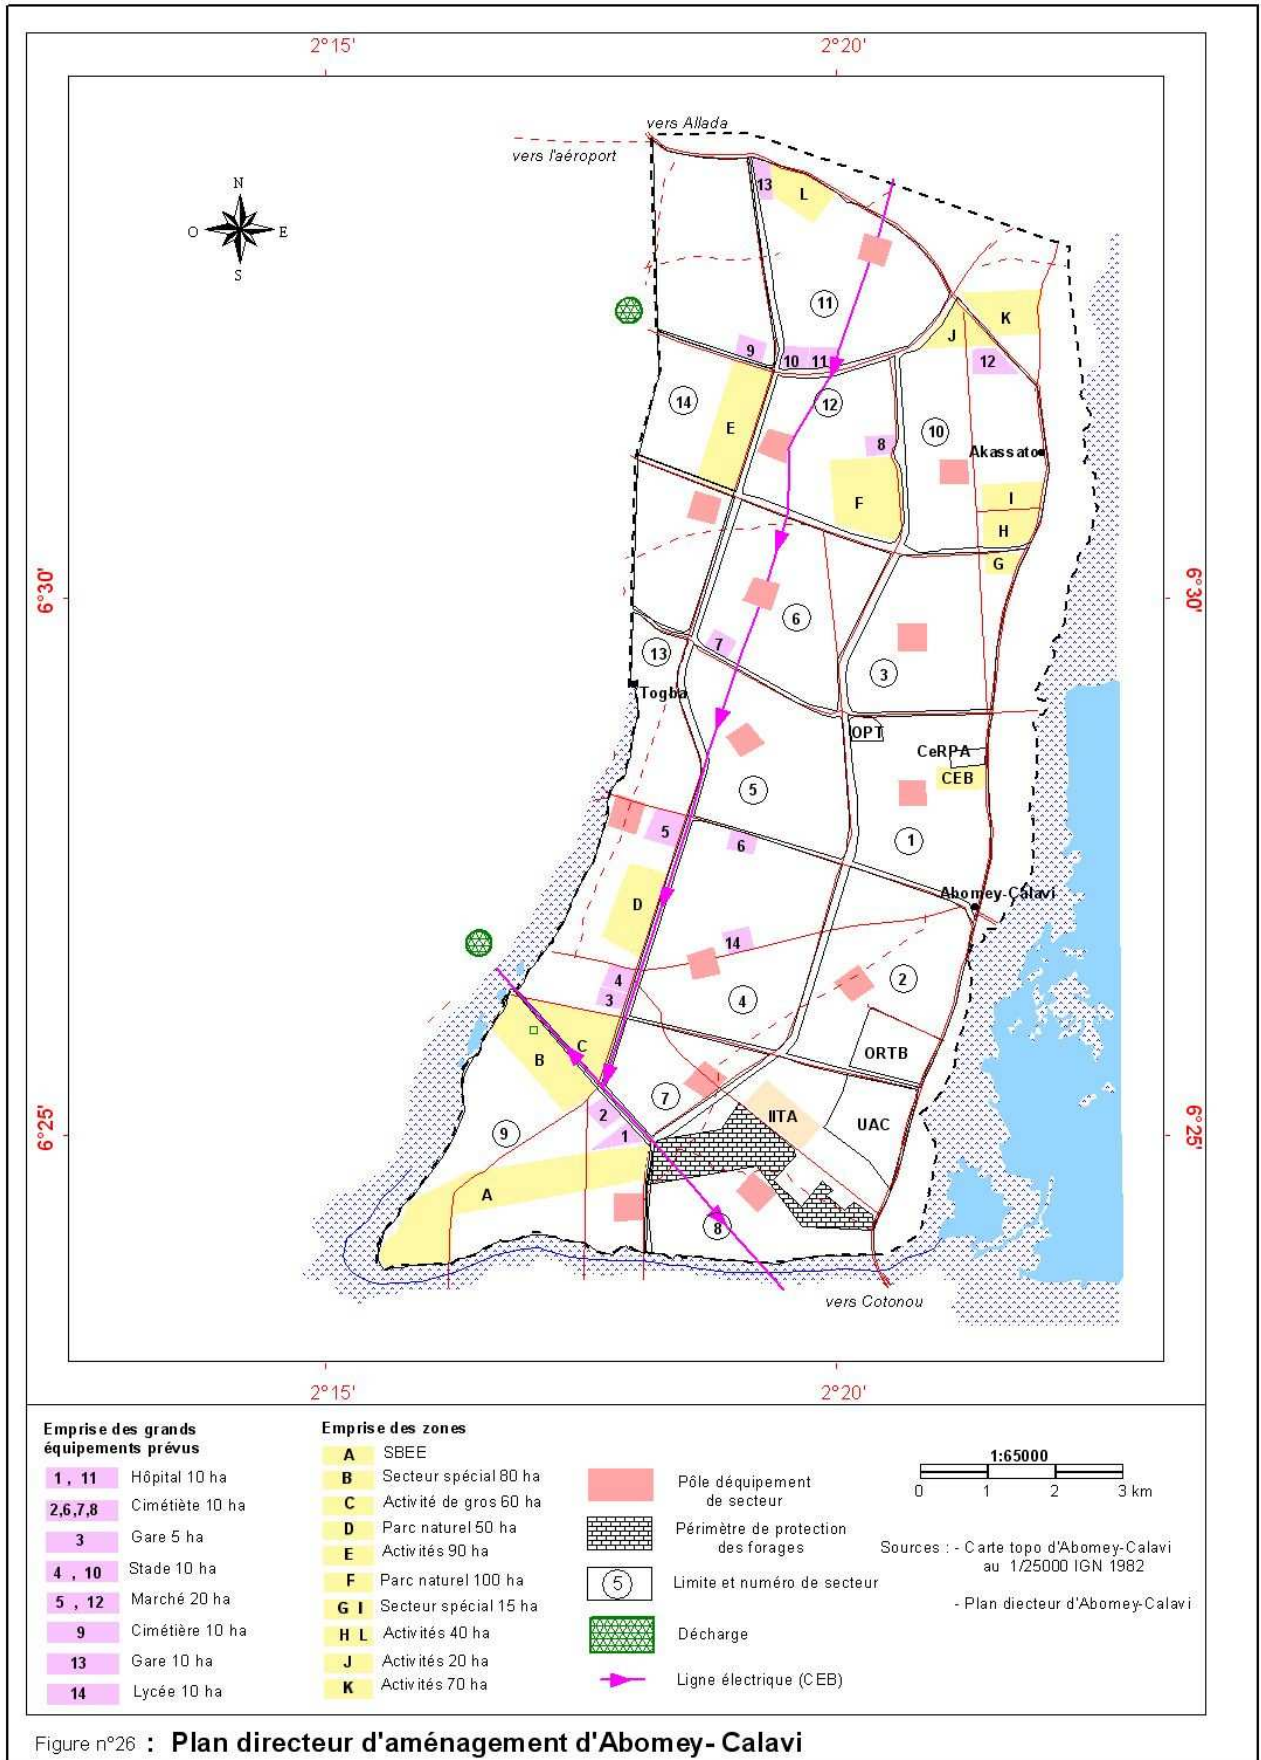 2°15'
2°20'
vers Allada
vers l'aéroport
N
O
E
S
13
L
11
K
J
9
10
11
12
14
12
E
8
10
Akassato
F
I
H
G
6°30'
6°30'
6
7
13
3
Togba
OPT
CeRPA
CEB
5
5
6
1
Abomey-Calavi
D
14
4
2
3
4
C
B
ORTB
7
IITA
2
UAC
6°25'
6°25'
9
1
A
8
vers Cotonou
2°15'
2°20'
Emprise des grands
équipements prévus
1 , 11 Hôpital 10 ha
2,6,7,8 Cimétiète 10 ha
3 Gare 5 ha
4 , 10 Stade 10 ha
5 , 12 Marché 20 ha
9 Cimétière 10 ha
13 Gare 10 ha
14 Lycée 10 ha
Emprise des zones
A SBEE
B Secteur spécial 80 ha
C Activité de gros 60 ha
D Parc naturel 50 ha
E Activités 90 ha
F Parc naturel 100 ha
G I Secteur spécial 15 ha
H L Activités 40 ha
J Activités 20 ha
K Activités 70 ha
Pôle déquipement
de secteur
Périmètre de protection
des forages
5 Limite et numéro de secteur
Décharge
Ligne électrique (CEB)
1:65000
0 1 2 3 km
Sources : - Carte topo d'Abomey-Calavi
au 1/25000 IGN 1982
- Plan diecteur d'Abomey-Calavi
Figure n°26 : Plan directeur d'aménagement d'Abomey- Calavi